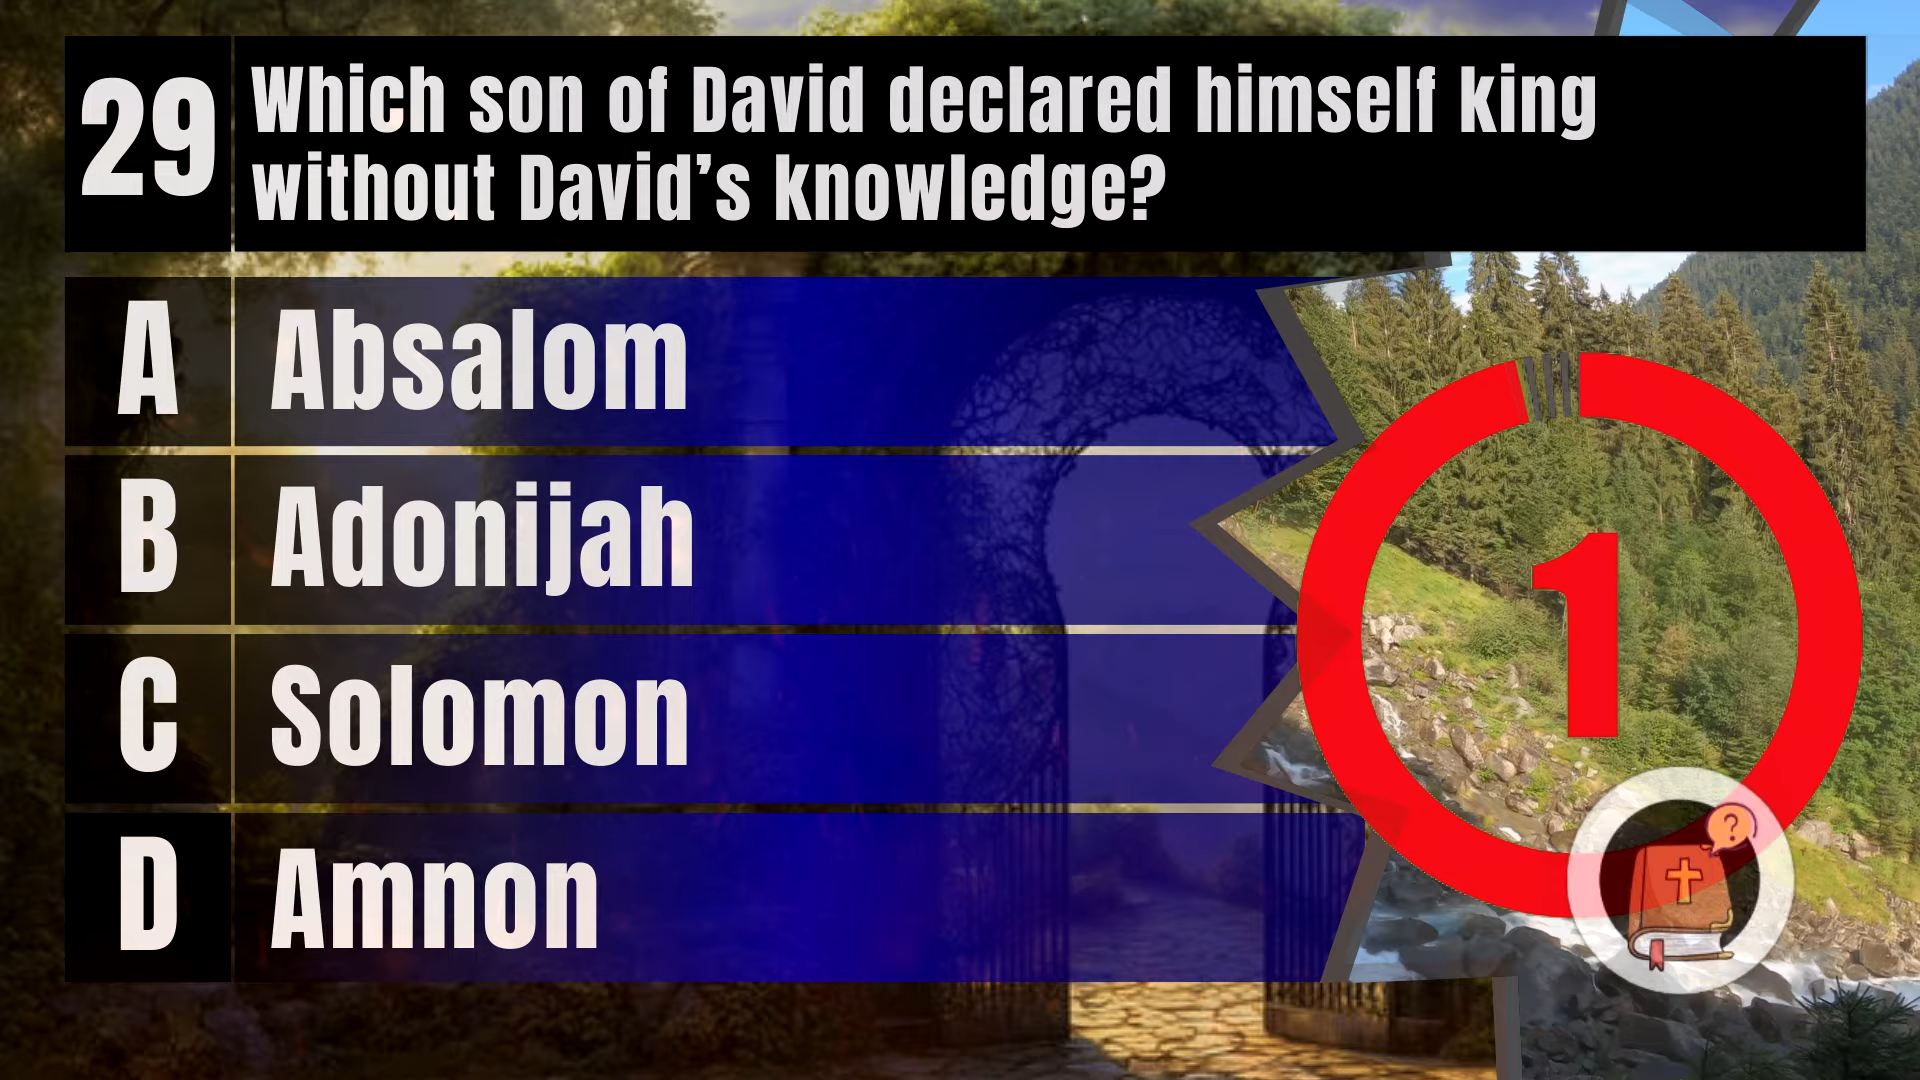 29
Which son of David declared himself king
without David’s knowledge?
A
Absalom
B
Adonijah
C
Solomon
D
Amnon
1
?